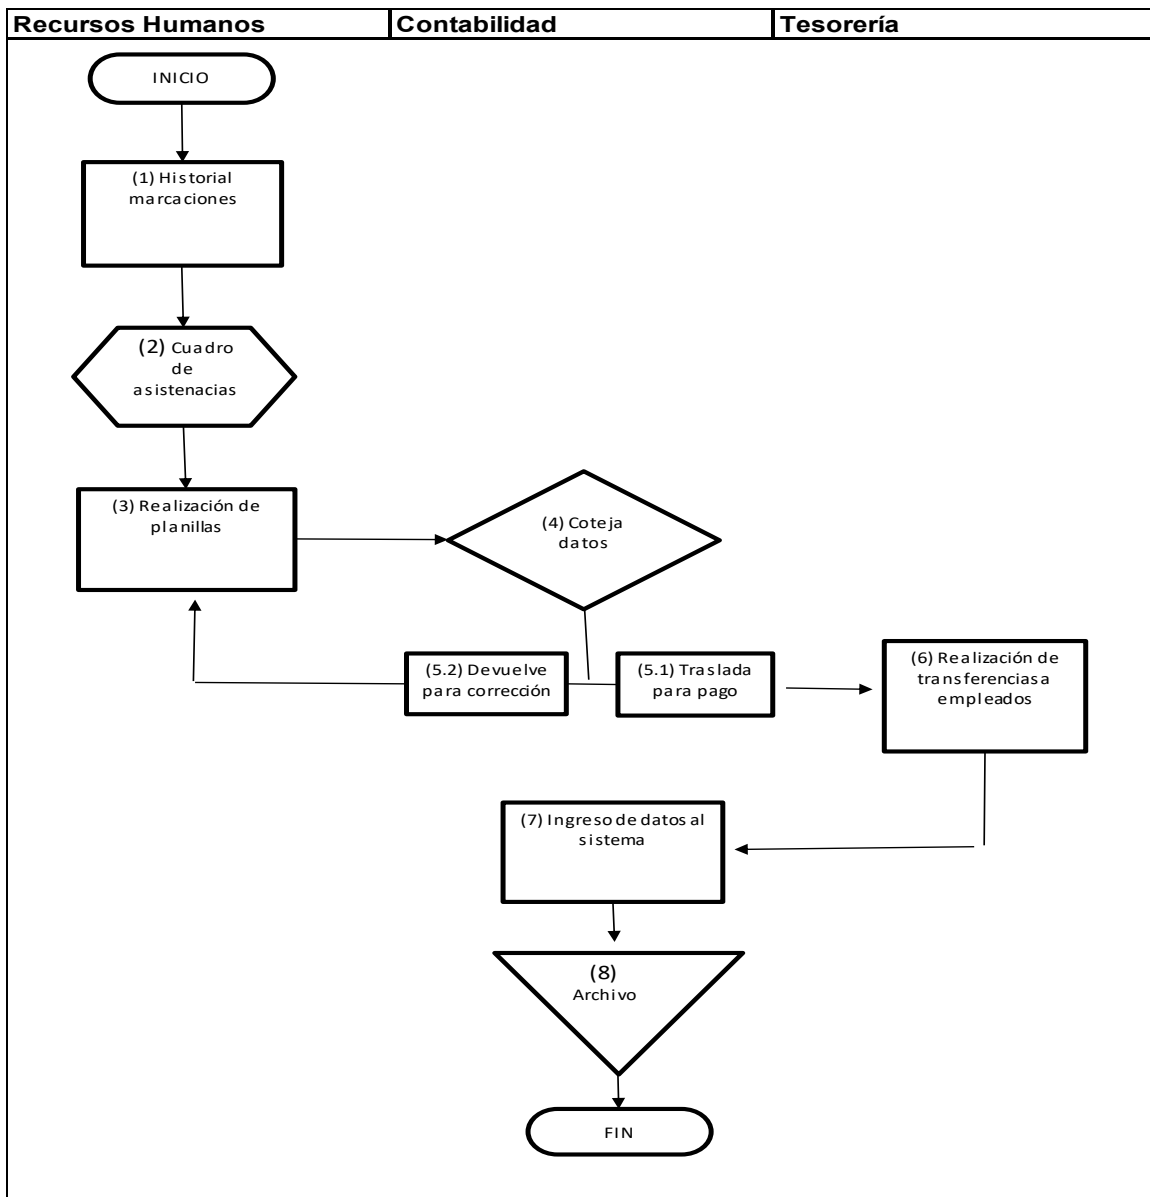 Recursos Humanos
Contabilidad
Tesorería
INICIO
(1) Historial
marcaciones
(2) Cuadro
de
asistenacias
(3) Realización de
planillas
(4) Coteja
datos
(5.2) Devuelve
para corrección
(5.1) Traslada
para pago
(6) Realización de
transferencias a
empleados
(7) Ingreso de datos al
sistema
(8)
Archivo
FIN